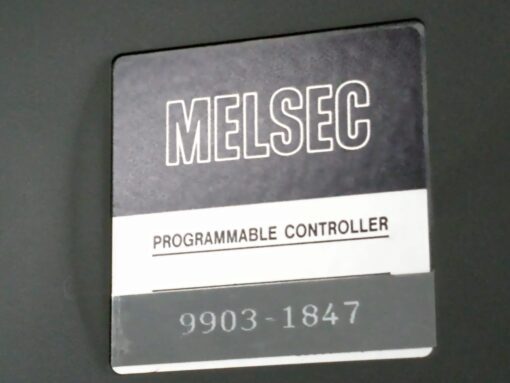 MELSEC
PROGRAMMABLE CONTROLLER
9903-1847